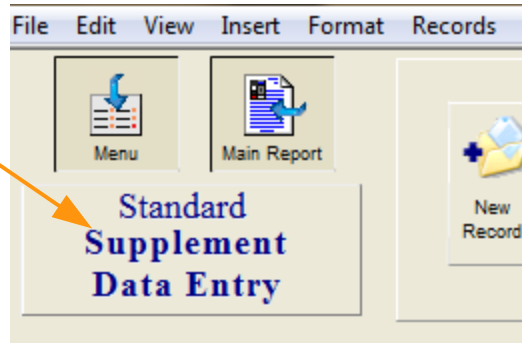 File Edit View Insert Format Records
Menu
Main Report
New
Record
Standard
Supplement
Data Entry